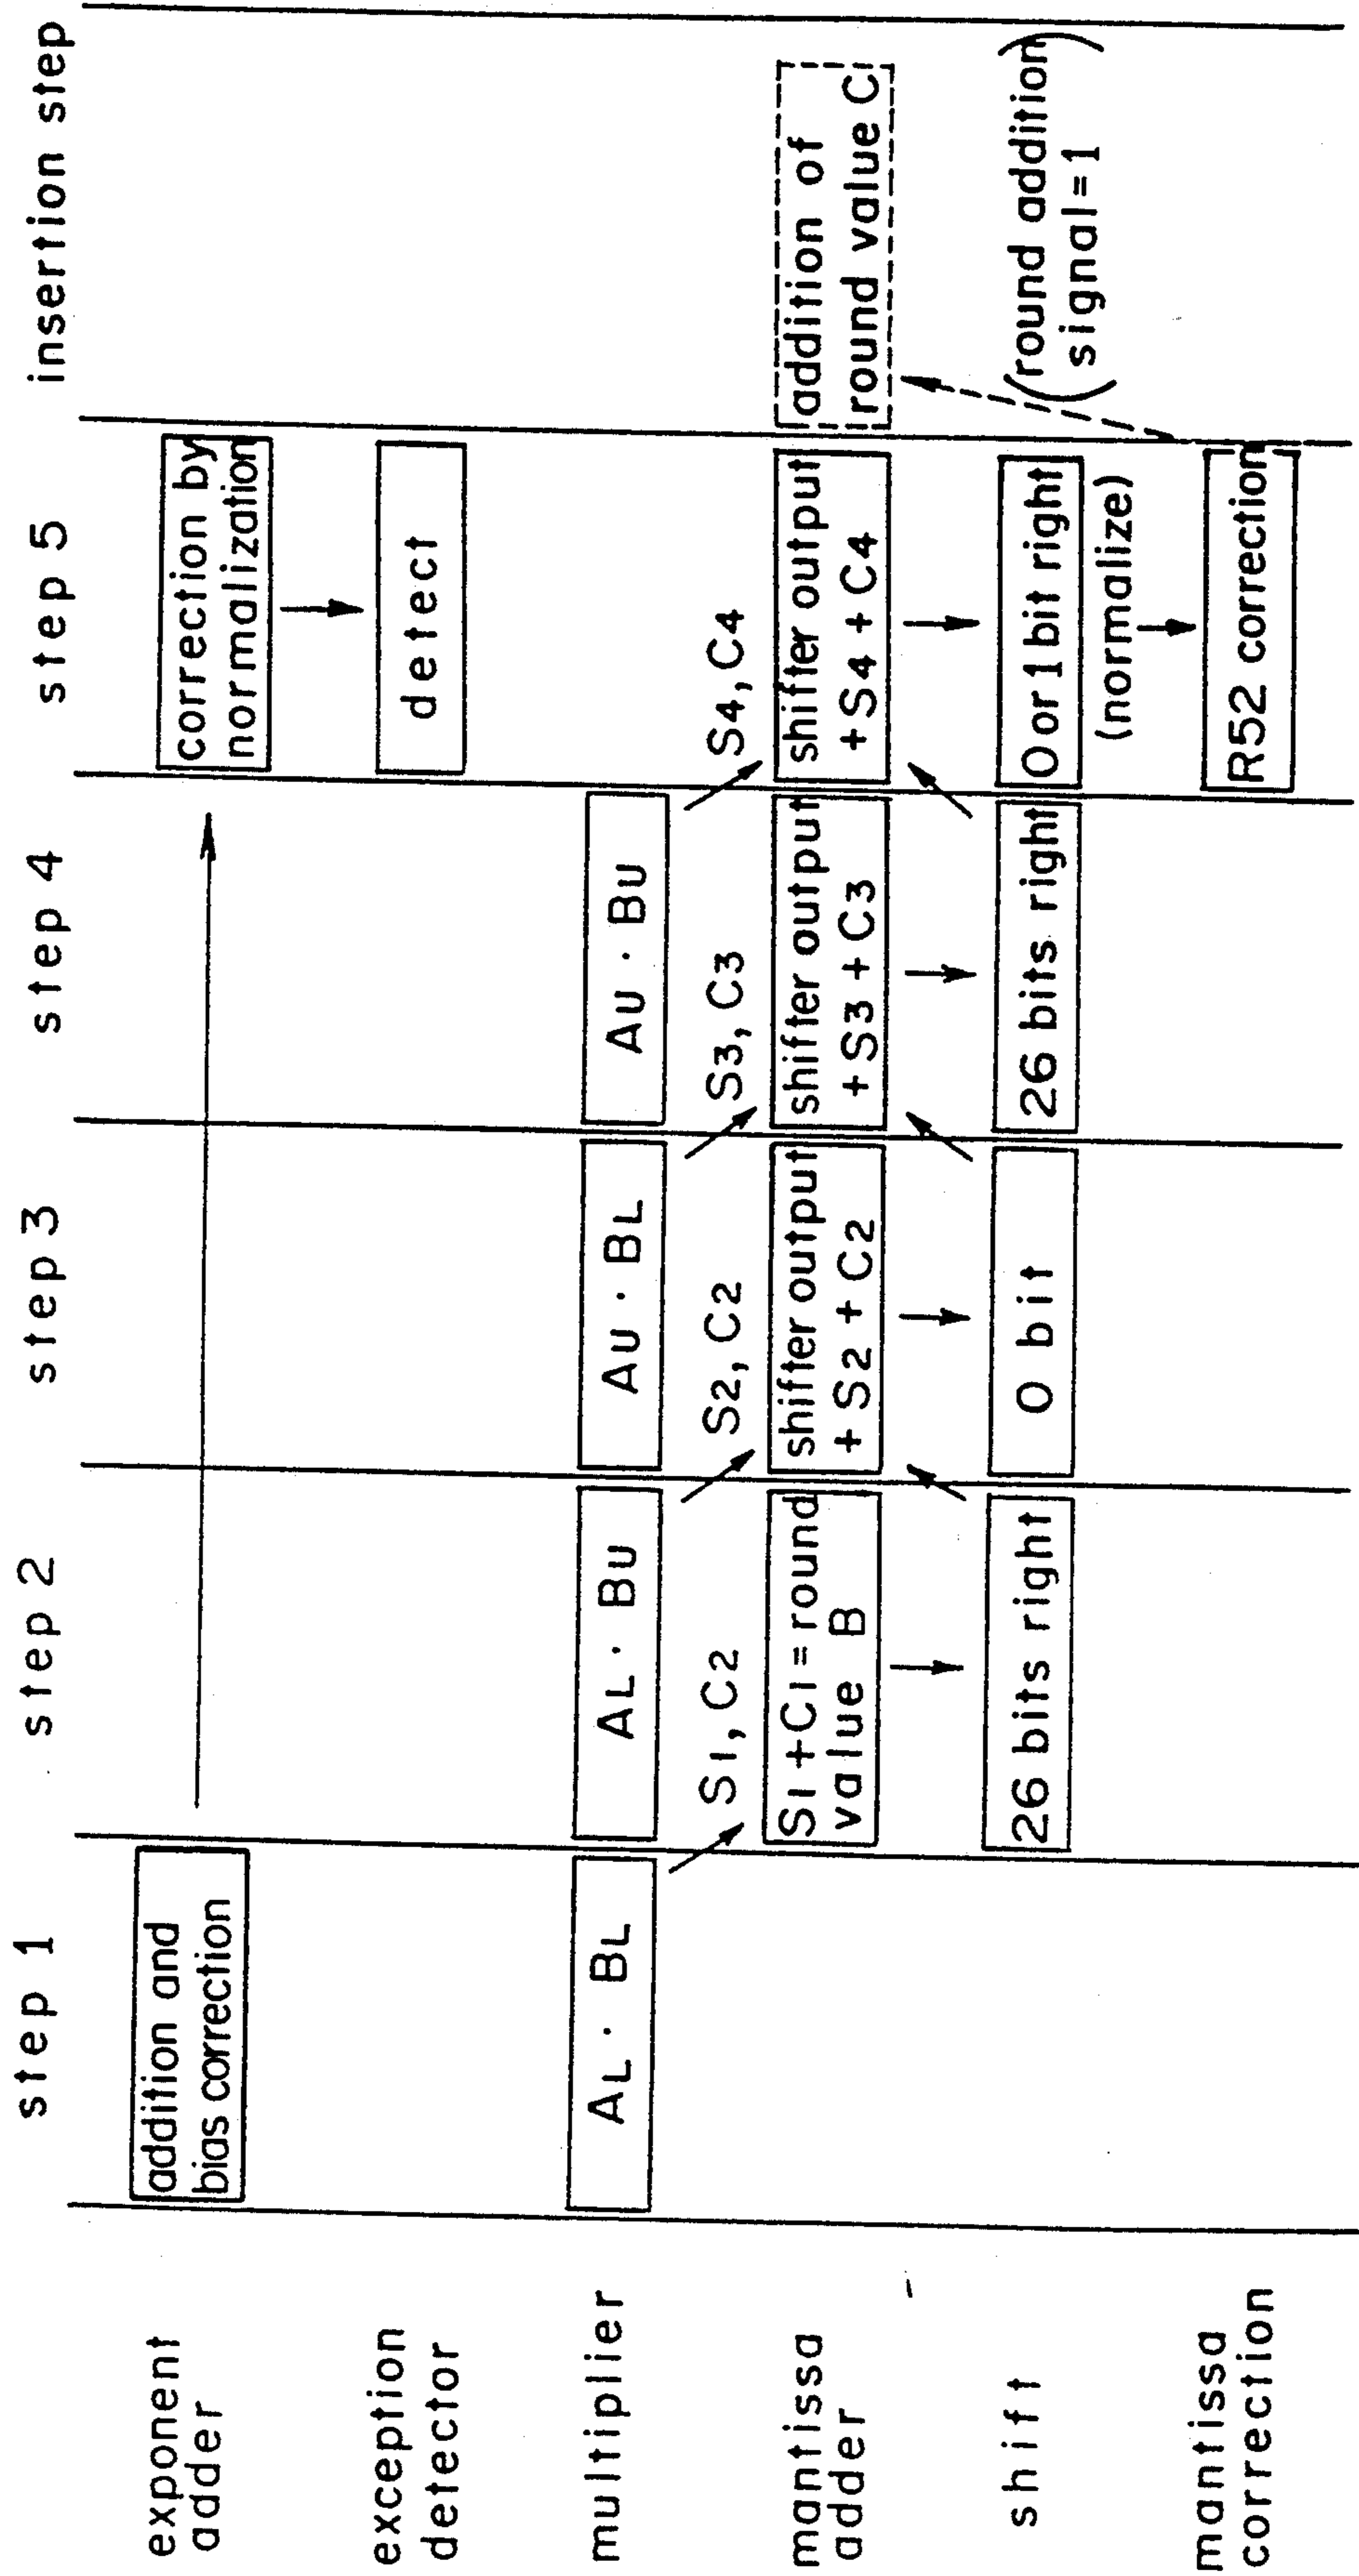 step 1
step 2
step 3
step 4
step 5
insertion step
exponent
adder
addition and
bias correction
correction by
normalization
exception
detector
detect
multiplier
AL · BL
AL · BU
AU · BL
AU · BU
S1, C2
S2, C2
S3, C3
S4, C4
mantissa
adder
S1 + C1 = round
value B
shifter output
+ S2 + C2
shifter output
+ S3 + C3
shifter output
+ S4 + C4
addition of
round value C
shift
26 bits right
0 bit
26 bits right
0 or 1 bit right
(normalize)
(round addition
signal=1)
mantissa
correction
R52 correction